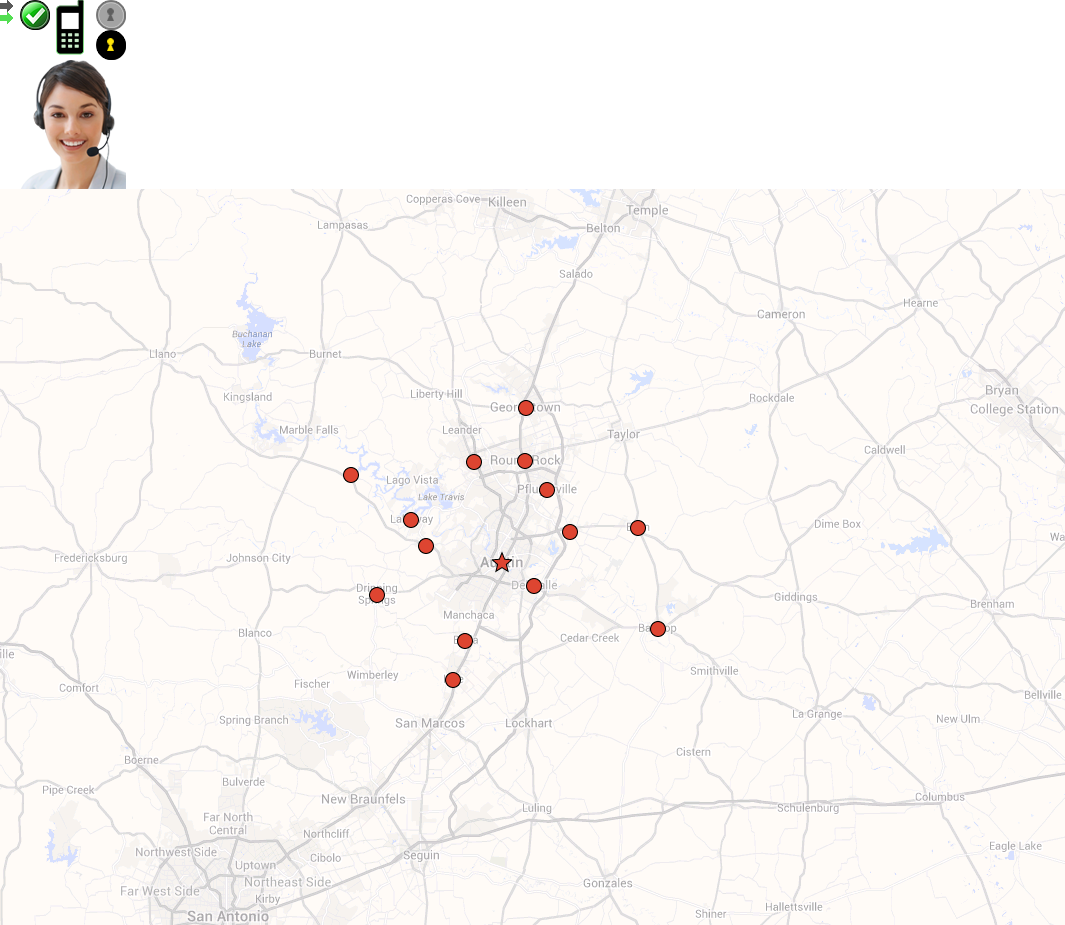 Copperas Cove
Killeen
Temple
Lampasas
Belton
Salado
Hearne
Cameron
Buchanan
Lake
Llano
Burnet
Bryan
Liberty Hill
Kingsland
Rockdale
Georgetown
College Station
Marble Falls
Leander
Taylor
Caldwell
Round Rock
Lago Vista
Pflugerville
Lake Travis
Lakeway
Dime Box
Elgin
Fredericksburg
Johnson City
Austin
Del Valle
Dripping
Springs
Giddings
Brenham
Manchaca
Bastrop
Blanco
Buda
Cedar Creek
Wimberley
Smithville
Comfort
Fischer
Bellville
Spring Branch
San Marcos
Lockhart
La Grange
New Ulm
Cistern
Boerne
Bulverde
Pipe Creek
New Braunfels
Columbus
Luling
Schulenburg
Far North
Central
Northcliff
Eagle Lake
Northwest Side
Cibolo
Seguin
Uptown
Northeast Side
Gonzales
Far West Side
Kirby
Hallettsville
San Antonio
Shiner